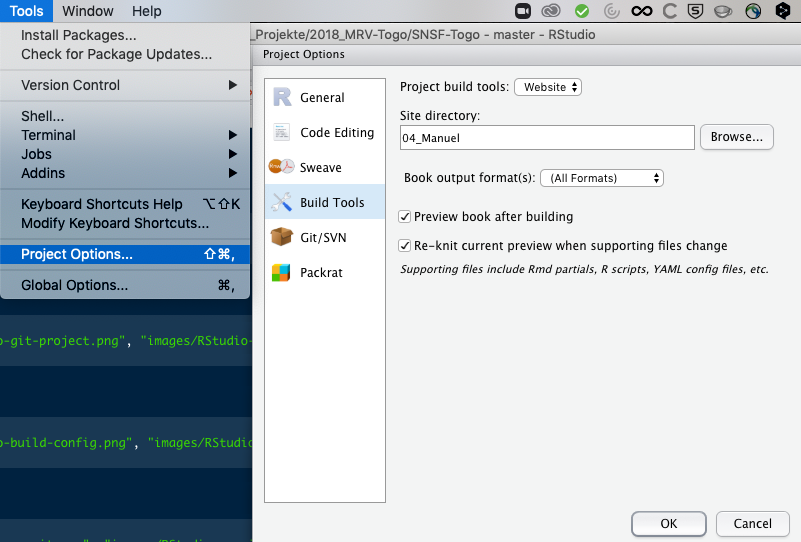 Tools Window Help
Install Packages...
Check for Package Updates...
Version Control
Shell...
Terminal
Jobs
Addins
Keyboard Shortcuts Help ⌥⇧K
Modify Keyboard Shortcuts...
Project Options... ⇧⌘,
Global Options... ⌘,
o-git-project.png", "images/RStudio-
o-build-config.png", "images/RStudio
_Projekte/2018_MRV-Togo/SNSF-Togo - master - RStudio
Project Options
General
Code Editing
Sweave
Build Tools
Git/SVN
Packrat
Project build tools: Website
Site directory:
04_Manuel
Browse...
Book output format(s): (All Formats)
Preview book after building
Re-knit current preview when supporting files change
Supporting files include Rmd partials, R scripts, YAML config files, etc.
OK Cancel